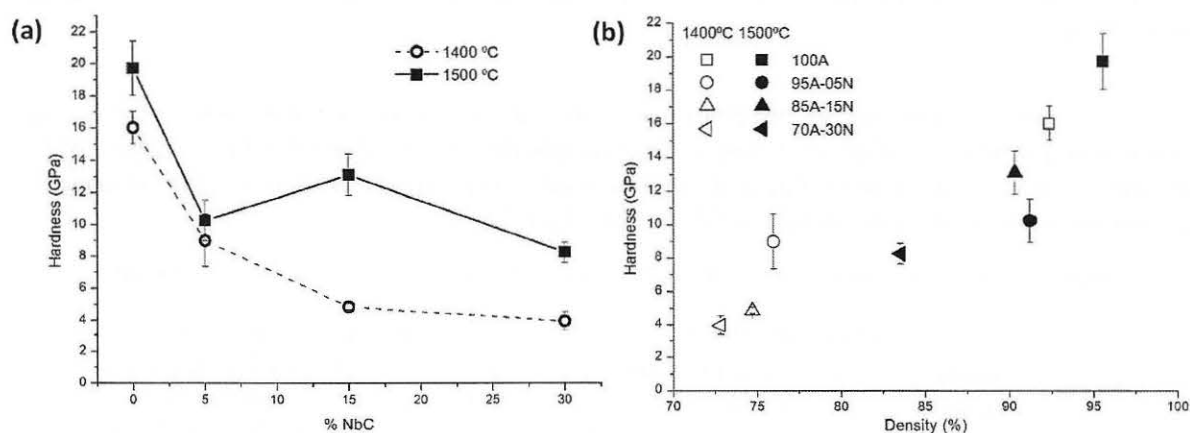 (a)
Hardness (GPa)
22
20
18
16
14
12
10
8
6
4
2
0
1400 ºC
1500 ºC
0 5 10 15 20 25 30
% NbC
(b)
Hardness (GPa)
22
20
18
16
14
12
10
8
6
4
2
0
1400ºC 1500ºC
100A
95A-05N
85A-15N
70A-30N
70 75 80 85 90 95 100
Density (%)